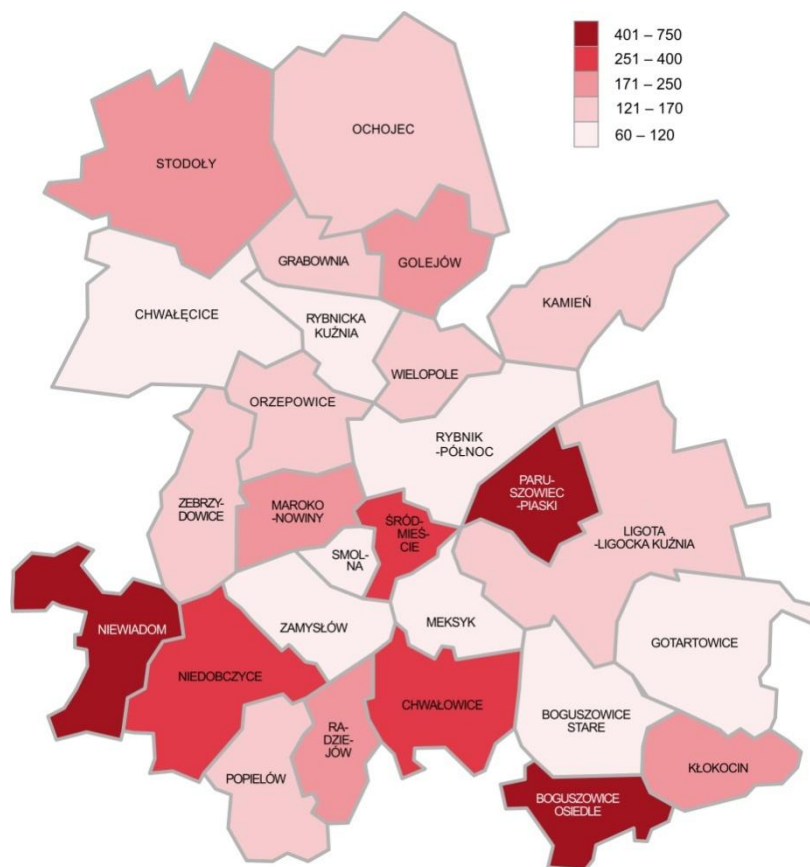 401 – 750
251 – 400
171 – 250
121 – 170
60 – 120
OCHOJEC
STODOŁY
GRABOWNIA
GOLEJÓW
KAMIEŃ
CHWAŁĘCICE
RYBNICKA
KUŹNIA
WIELOPOLE
ORZEPOWICE
RYBNIK
-PÓŁNOC
ZEBRZY-
DOWICE
MAROKO
-NOWINY
ŚRÓD-
MIEŚ-
CIE
PARU-
SZOWIEC
-PIASKI
LIGOTA
-LIGOCKA KUŹNIA
SMOL-
NA
NIEWIADOM
ZAMYSŁÓW
MEKSYK
GOTARTOWICE
NIEDOBCZYCE
CHWAŁOWICE
BOGUSZOWICE
STARE
RA-
DZIE-
JÓW
POPIELÓW
KŁOKOCIN
BOGUSZOWICE
OSIEDLE